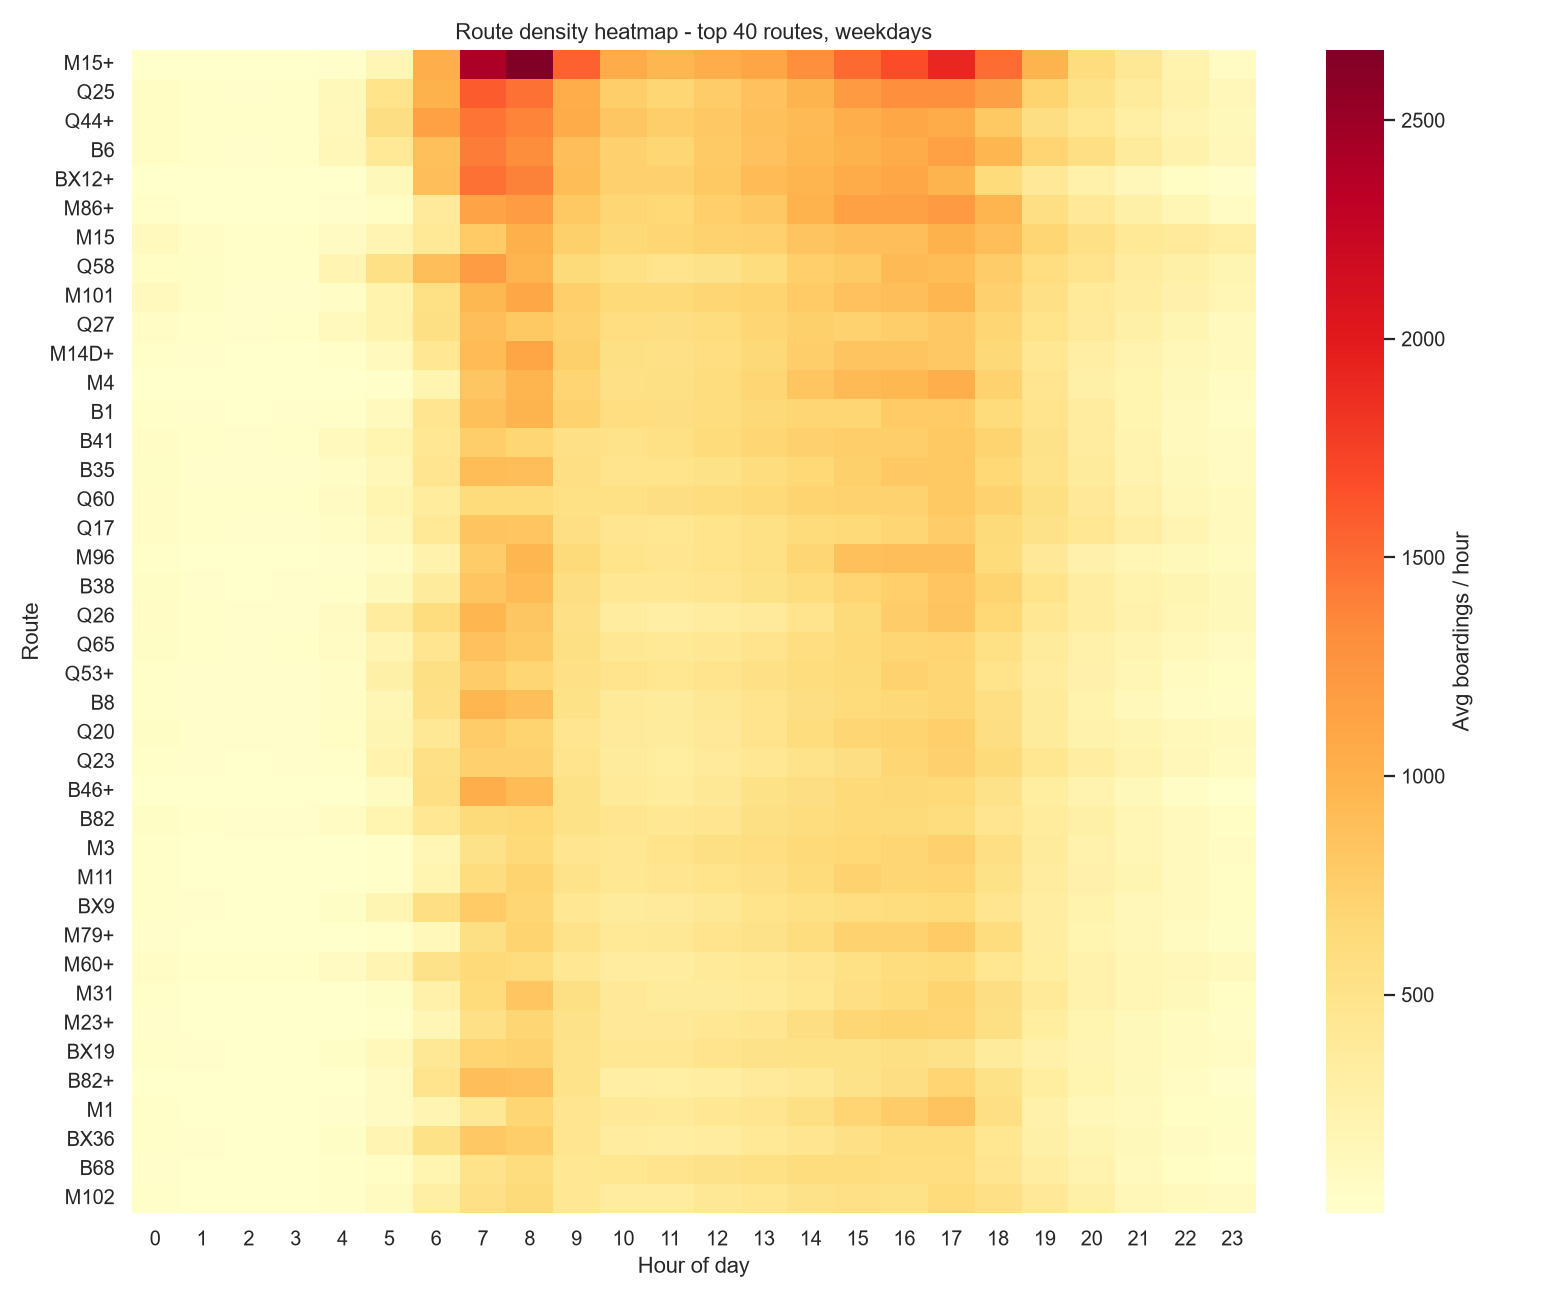 Route density heatmap - top 40 routes, weekdays
M15+
Q25
Q44+
B6
BX12+
M86+
M15
Q58
M101
Q27
M14D+
M4
B1
B41
B35
Q60
Q17
M96
B38
Q26
Q65
Q53+
B8
Q20
Q23
B46+
B82
M3
M11
BX9
M79+
M60+
M31
M23+
BX19
B82+
M1
BX36
B68
M102
Route
0 1 2 3 4 5 6 7 8 9 10 11 12 13 14 15 16 17 18 19 20 21 22 23
Hour of day
2500
2000
1500
1000
500
Avg boardings / hour